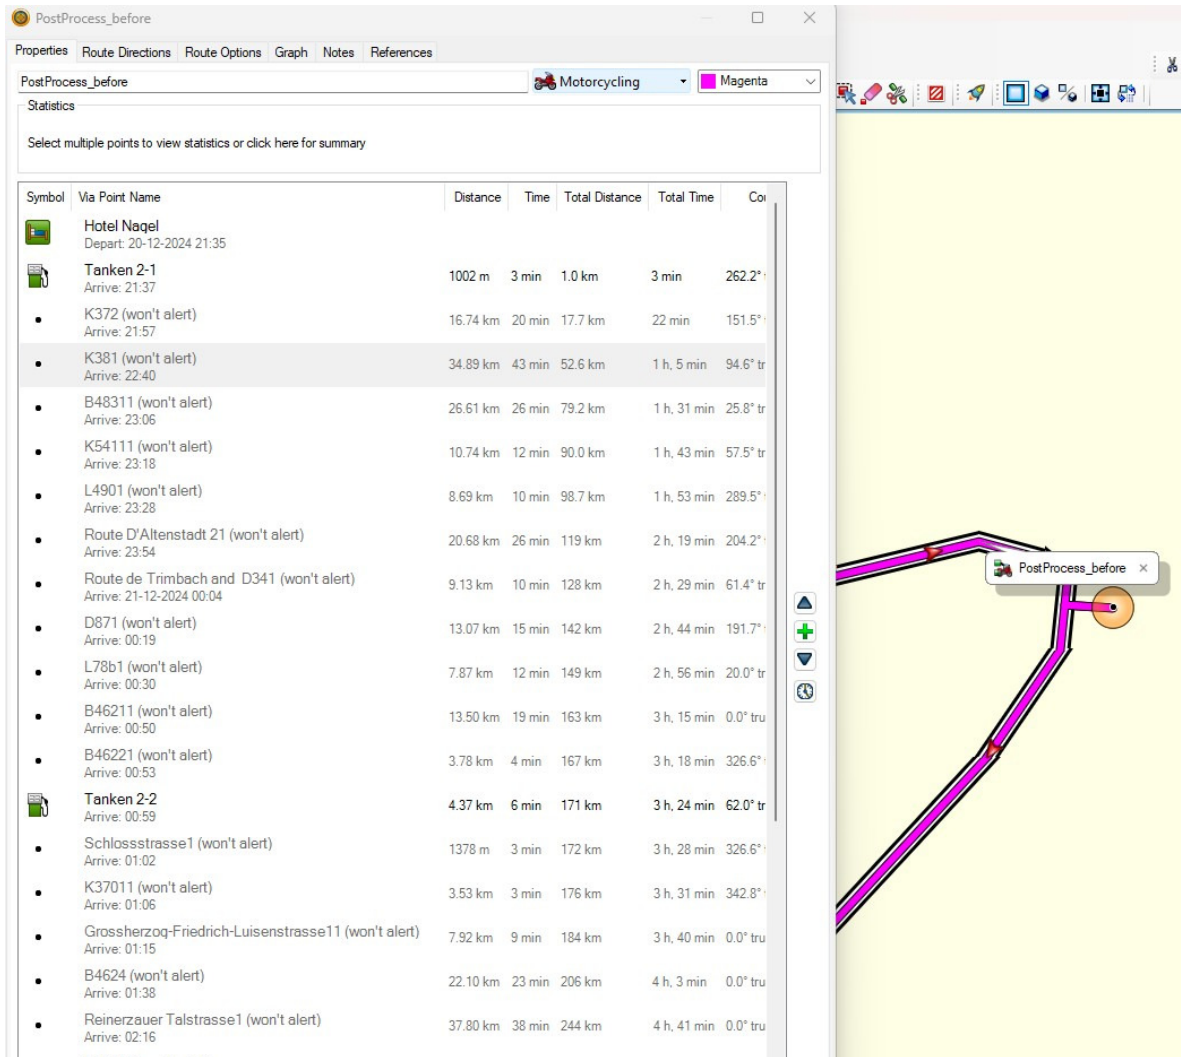 PostProcess_before
Properties Route Directions Route Options Graph Notes References
PostProcess_before Motorcycling Magenta
Statistics
Select multiple points to view statistics or click here for summary
Symbol Via Point Name Distance Time Total Distance Total Time Cou
Hotel Nagel
Depart: 20-12-2024 21:35
Tanken 2-1 1002 m 3 min 1.0 km 3 min 262.2°
Arrive: 21:37
K372 (won't alert) 16.74 km 20 min 17.7 km 22 min 151.5°
Arrive: 21:57
K381 (won't alert) 34.89 km 43 min 52.6 km 1 h, 5 min 94.6° tr
Arrive: 22:40
B48311 (won't alert) 26.61 km 26 min 79.2 km 1 h, 31 min 25.8° tr
Arrive: 23:06
K54111 (won't alert) 10.74 km 12 min 90.0 km 1 h, 43 min 57.5° tr
Arrive: 23:18
L4901 (won't alert) 8.69 km 10 min 98.7 km 1 h, 53 min 289.5°
Arrive: 23:28
Route D'Altenstadt 21 (won't alert) 20.68 km 26 min 119 km 2 h, 19 min 204.2°
Arrive: 23:54
Route de Trimbach and D341 (won't alert) 9.13 km 10 min 128 km 2 h, 29 min 61.4° tr
Arrive: 21-12-2024 00:04
D871 (won't alert) 13.07 km 15 min 142 km 2 h, 44 min 191.7°
Arrive: 00:19
L78b1 (won't alert) 7.87 km 12 min 149 km 2 h, 56 min 20.0° tr
Arrive: 00:30
B46211 (won't alert) 13.50 km 19 min 163 km 3 h, 15 min 0.0° tru
Arrive: 00:50
B46221 (won't alert) 3.78 km 4 min 167 km 3 h, 18 min 326.6°
Arrive: 00:53
Tanken 2-2 4.37 km 6 min 171 km 3 h, 24 min 62.0° tr
Arrive: 00:59
Schlossstrasse1 (won't alert) 1378 m 3 min 172 km 3 h, 28 min 326.6°
Arrive: 01:02
K37011 (won't alert) 3.53 km 3 min 176 km 3 h, 31 min 342.8°
Arrive: 01:06
Grossherzog-Friedrich-Luisenstrasse11 (won't alert) 7.92 km 9 min 184 km 3 h, 40 min 0.0° tru
Arrive: 01:15
B4624 (won't alert) 22.10 km 23 min 206 km 4 h, 3 min 0.0° tru
Arrive: 01:38
Reinerzauer Talstrasse1 (won't alert) 37.80 km 38 min 244 km 4 h, 41 min 0.0° tru
Arrive: 02:16
PostProcess_before